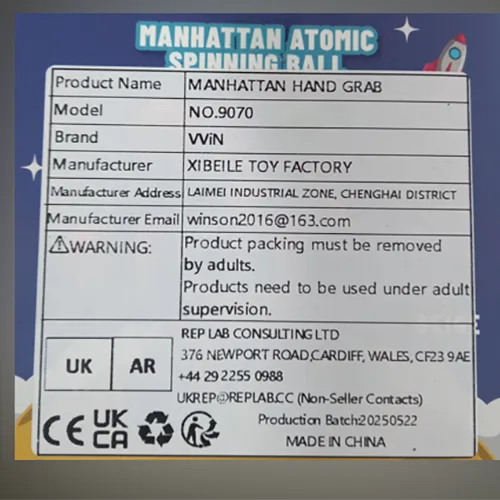 MANHATTAN ATOMIC
SPINNING BALL
Product Name MANHATTAN HAND GRAB
Model NO.9070
Brand VViN
Manufacturer XIBEILE TOY FACTORY
Manufacturer Address LAIMEI INDUSTRIAL ZONE, CHENGHAI DISTRICT
Manufacturer Email winson2016@163.com
⚠WARNING: Product packing must be removed
by adults.
Products need to be used under adult
supervision.
REP LAB CONSULTING LTD
UK AR 376 NEWPORT ROAD,CARDIFF, WALES, CF23 9AE
+44 29 2255 0988
UKREP@REPLAB.CC (Non-Seller Contacts)
CE UK
CA
Production Batch:20250522
MADE IN CHINA